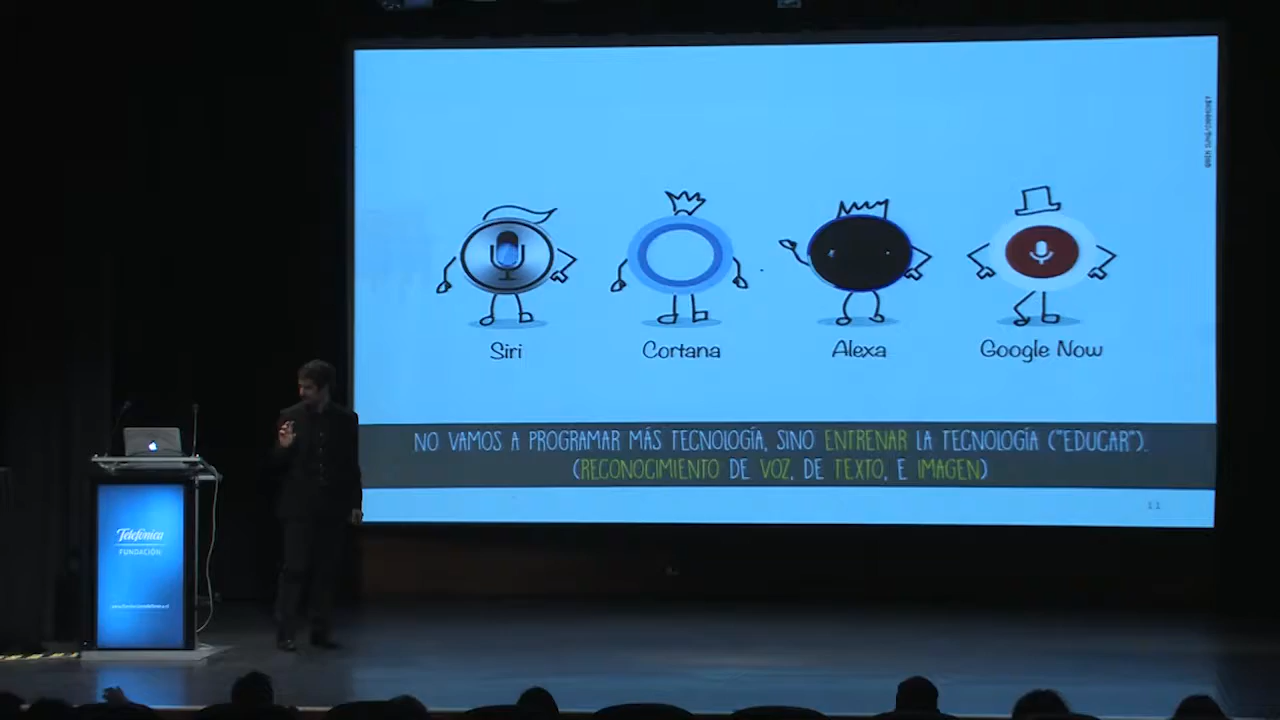 Siri
Cortana
Alexa
Google Now
NO VAMOS A PROGRAMAR MÁS TECNOLOGÍA, SINO ENTRENAR LA TECNOLOGÍA ("EDUCAR").
(RECONOCIMIENTO DE VOZ, DE TEXTO, E IMAGEN)
11
Telefónica
FUNDACIÓN